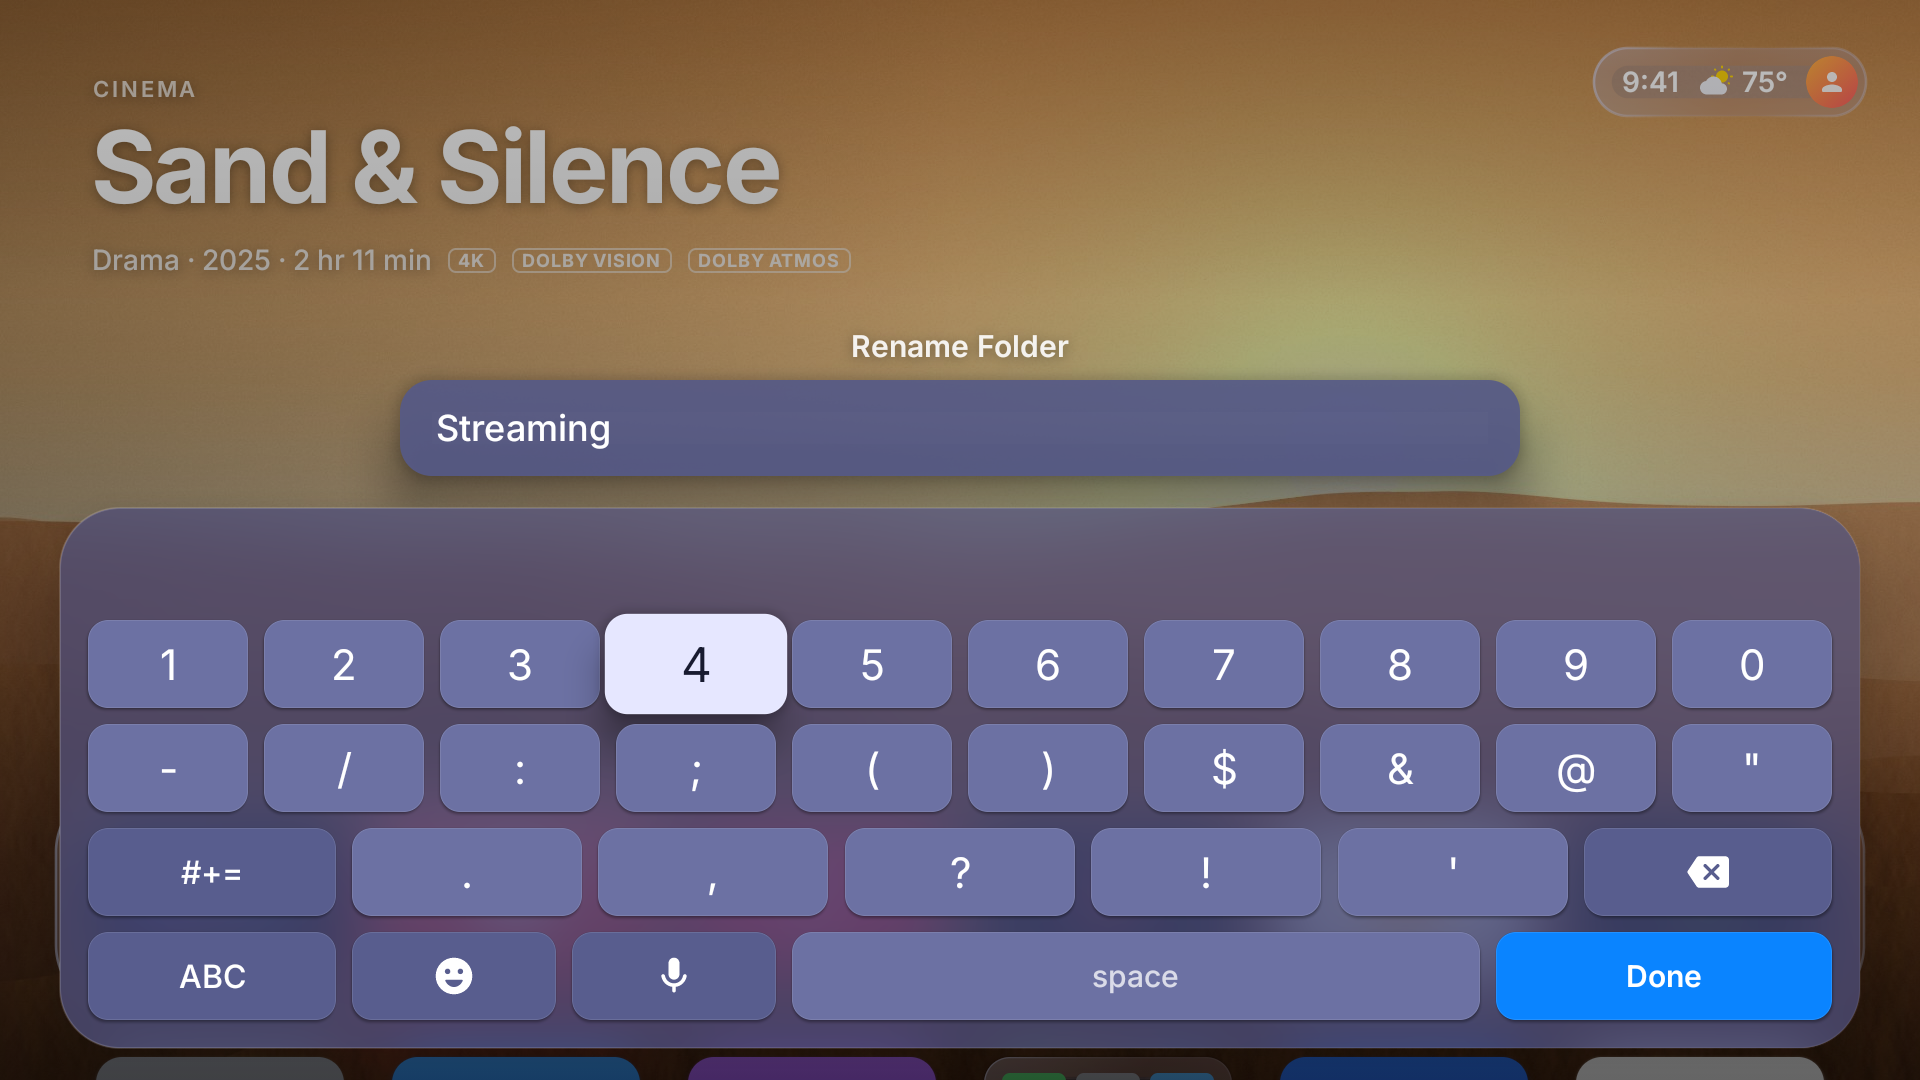 CINEMA
9:41 75°
Sand & Silence
Drama · 2025 · 2 hr 11 min 4K DOLBY VISION DOLBY ATMOS
Rename Folder
Streaming
1 2 3 4 5 6 7 8 9 0
- / : ; ( ) $ & @ "
#+= . , ? ! '
ABC space Done